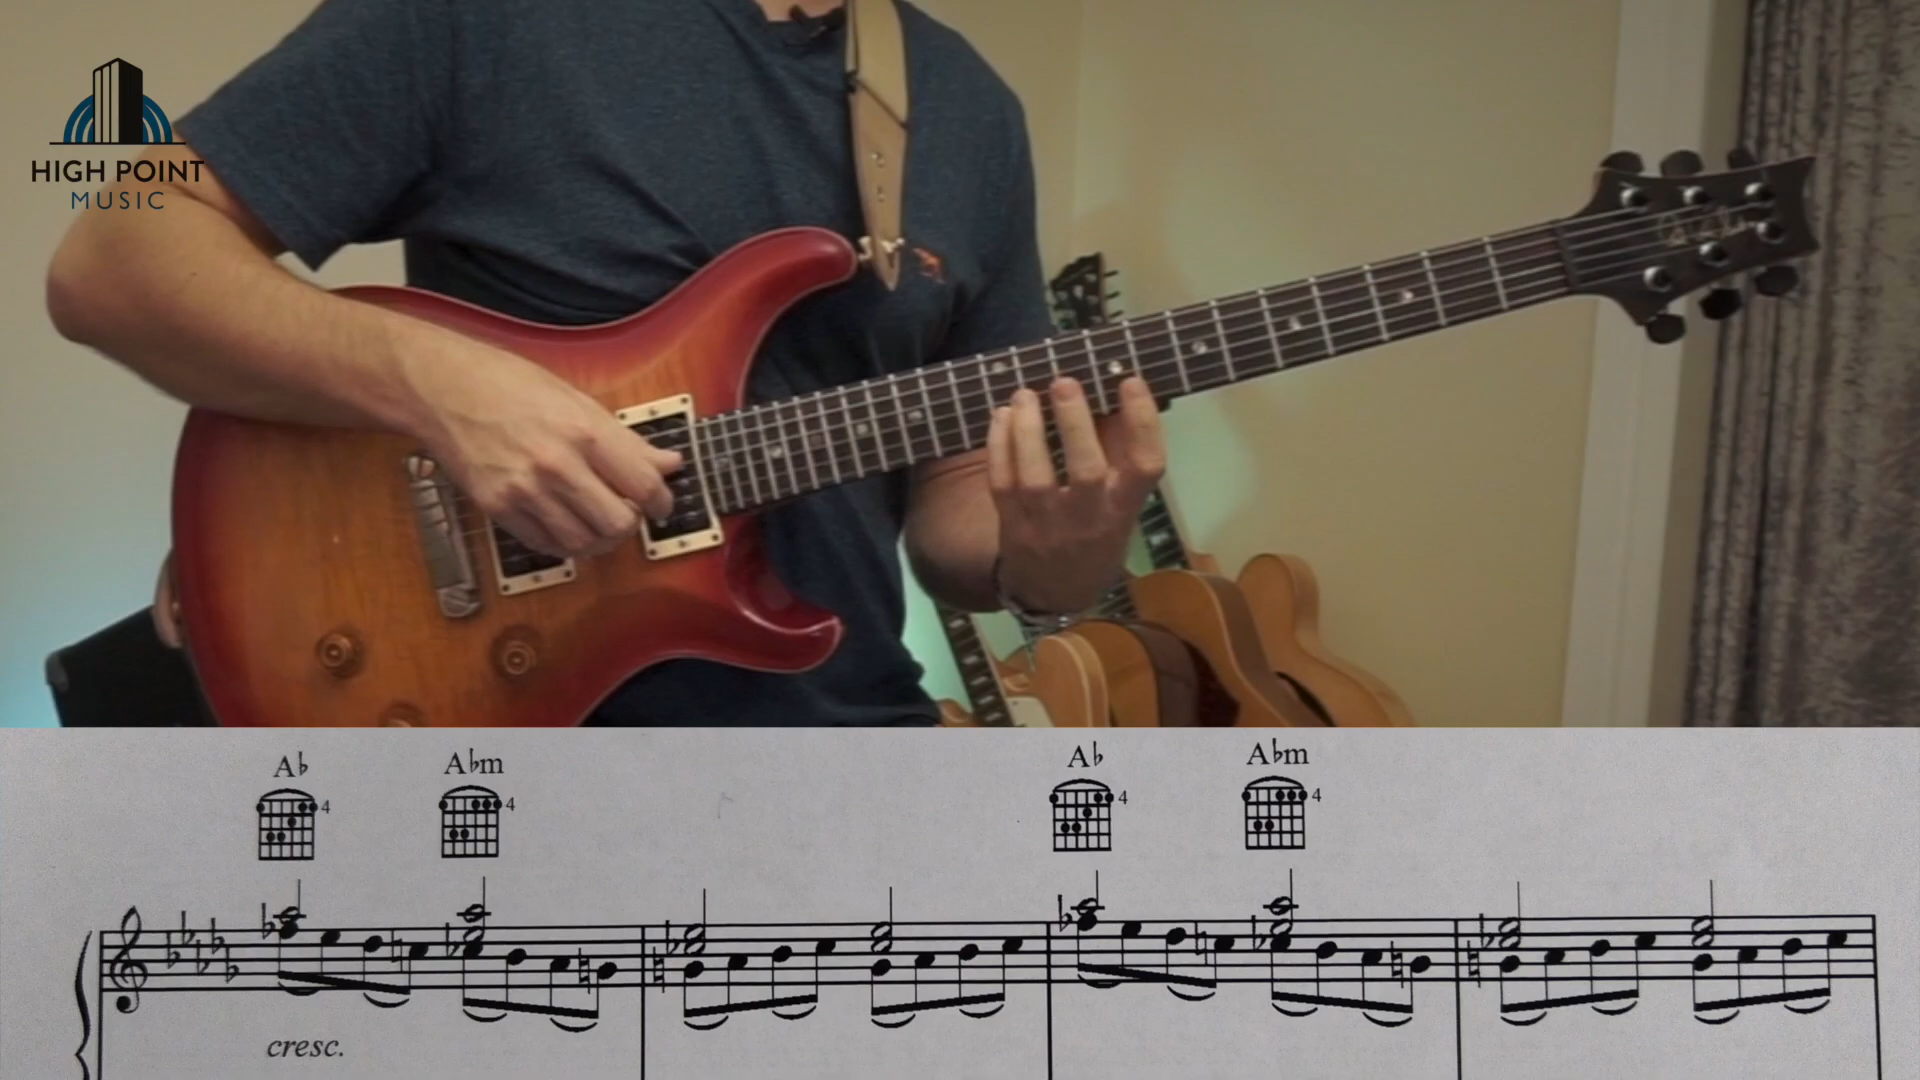 HIGH POINT
MUSIC
A♭ A♭m A♭ A♭m
4 4 4 4
cresc.